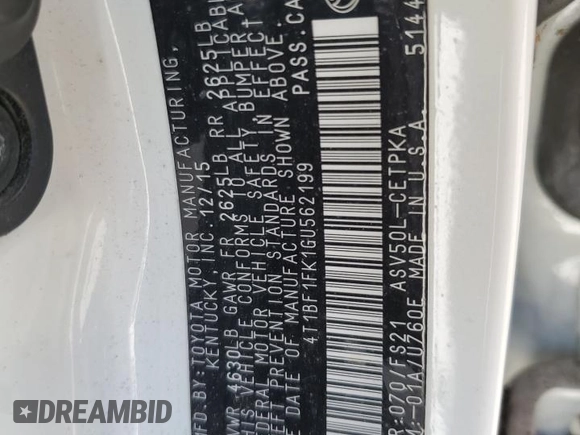 MFD.BY:TOYOTA MOTOR MANUFACTURING,
KENTUCKY, INC. 12/15
GVWR 4630LB GAWR FR 2625LB RR 2625LB
THIS VEHICLE CONFORMS TO ALL
FEDERAL MOTOR VEHICLE SAFETY, BUMPER,
THEFT PREVENTION STANDARDS IN EFFECT
DATE OF MANUFACTURE SHOWN ABOVE.
4T1BF1FK1GU562199 PASS.CA
:070/FS21 ASV50L-CETPKA
:-01A/U760E MADE IN U.S.A. 5144
DREAMBID